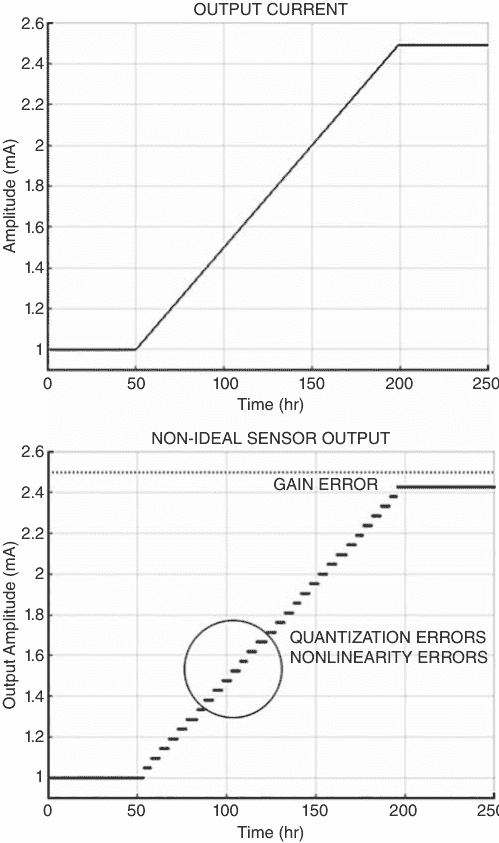 OUTPUT CURRENT
Amplitude (mA)
2.6
2.4
2.2
2
1.8
1.6
1.4
1.2
1
0 50 100 150 200 250
Time (hr)
NON-IDEAL SENSOR OUTPUT
Output Amplitude (mA)
2.6
2.4
2.2
2
1.8
1.6
1.4
1.2
1
GAIN ERROR
QUANTIZATION ERRORS
NONLINEARITY ERRORS
0 50 100 150 200 250
Time (hr)